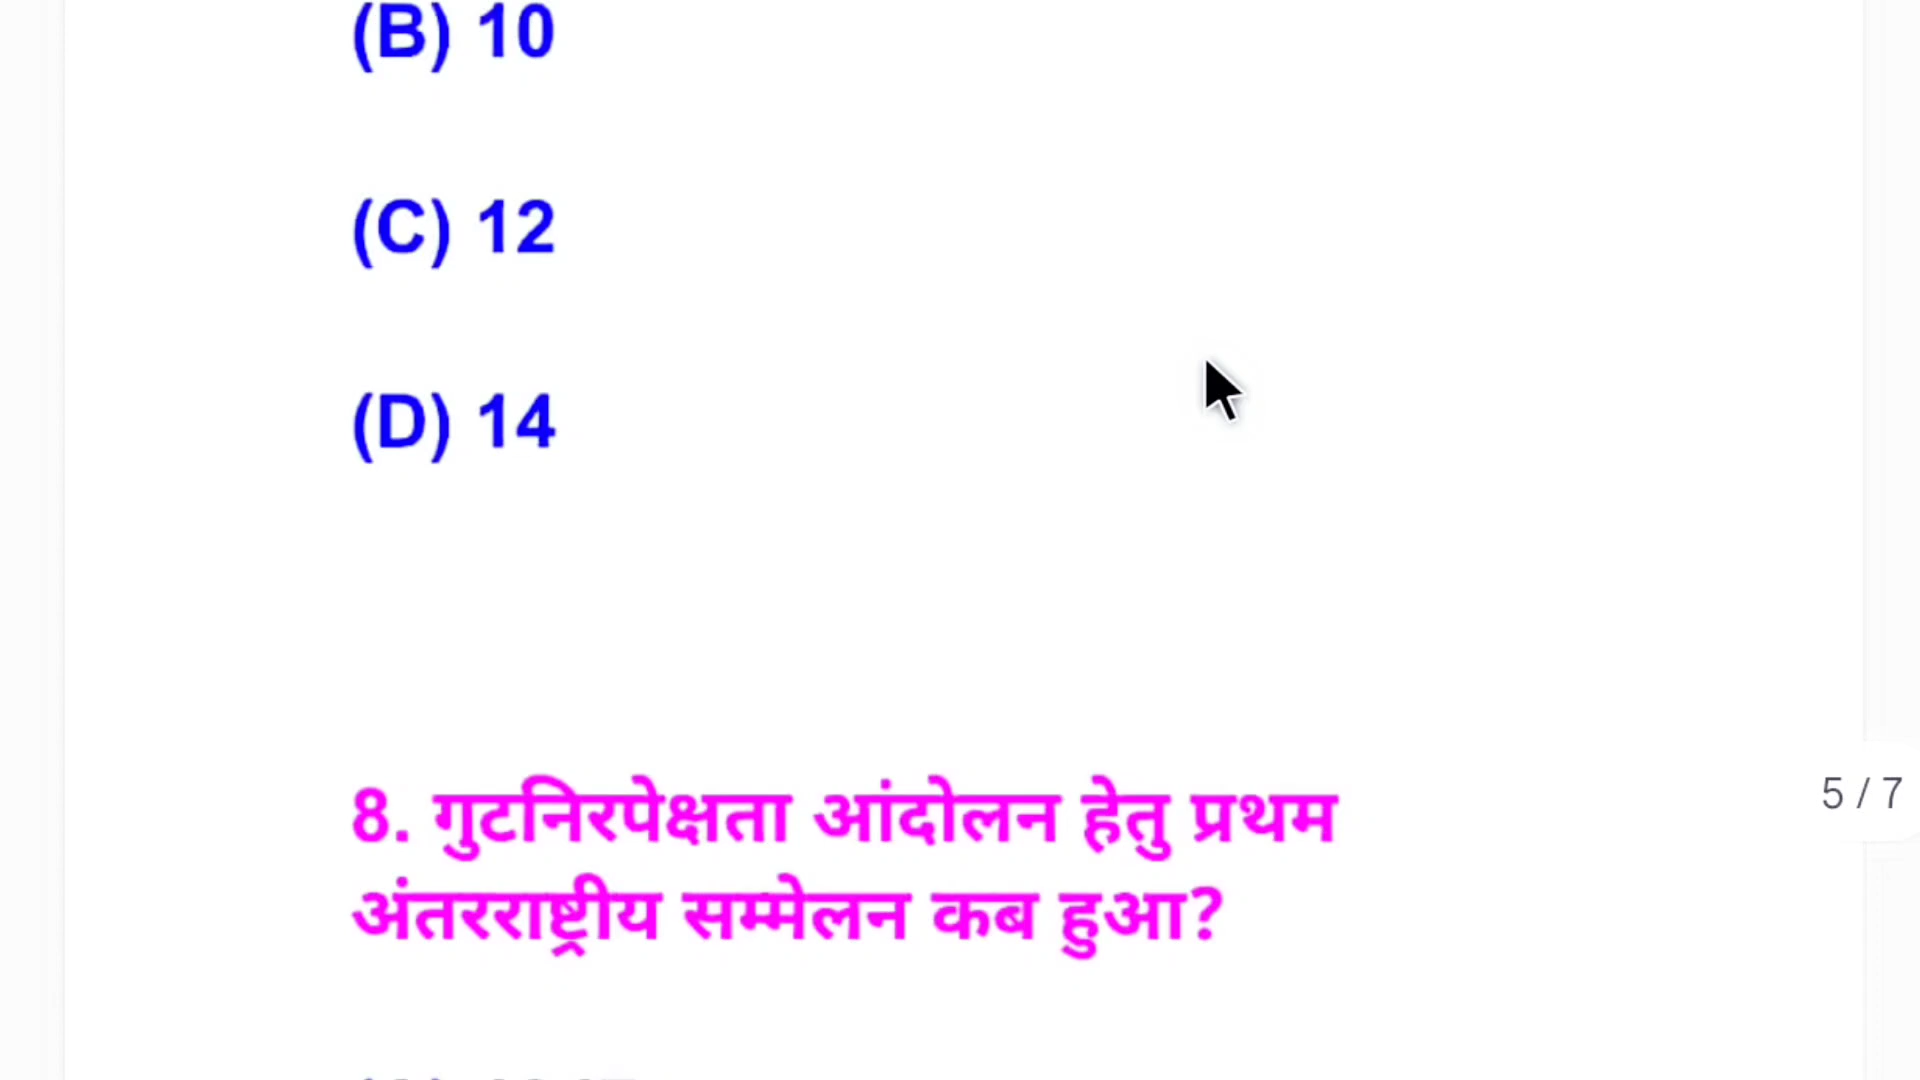 (B) 10
(C) 12
(D) 14
5 / 7
8. गुटनिरपेक्षता आंदोलन हेतु प्रथम
अंतरराष्ट्रीय सम्मेलन कब हुआ?